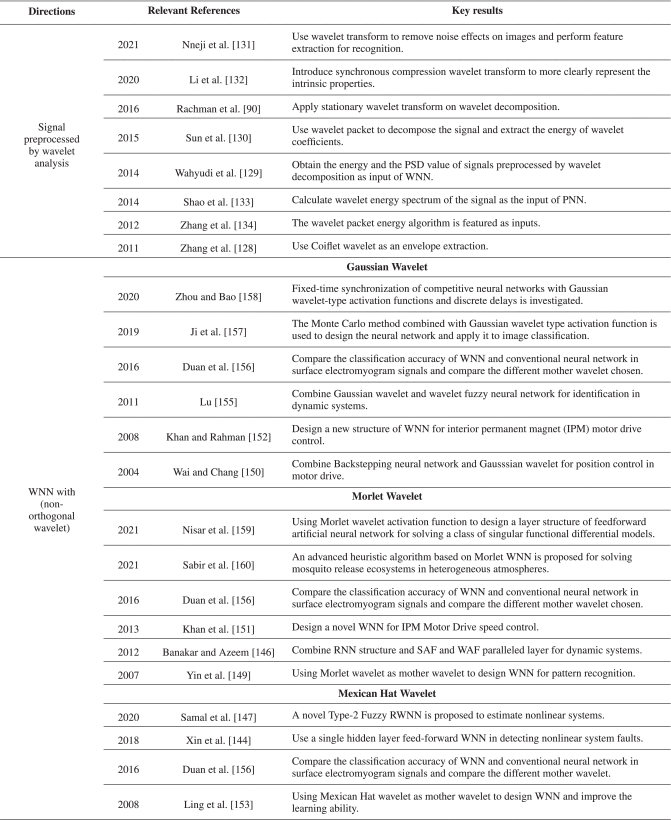 Directions Relevant References Key results
Signal
preprocessed
by wavelet
analysis
2021 Nneji et al. [131] Use wavelet transform to remove noise effects on images and perform feature
extraction for recognition.
2020 Li et al. [132] Introduce synchronous compression wavelet transform to more clearly represent the
intrinsic properties.
2016 Rachman et al. [90] Apply stationary wavelet transform on wavelet decomposition.
2015 Sun et al. [130] Use wavelet packet to decompose the signal and extract the energy of wavelet
coefficients.
2014 Wahyudi et al. [129] Obtain the energy and the PSD value of signals preprocessed by wavelet
decomposition as input of WNN.
2014 Shao et al. [133] Calculate wavelet energy spectrum of the signal as the input of PNN.
2012 Zhang et al. [134] The wavelet packet energy algorithm is featured as inputs.
2011 Zhang et al. [128] Use Coiflet wavelet as an envelope extraction.
WNN with
(non-
orthogonal
wavelet)
Gaussian Wavelet
2020 Zhou and Bao [158] Fixed-time synchronization of competitive neural networks with Gaussian
wavelet-type activation functions and discrete delays is investigated.
2019 Ji et al. [157] The Monte Carlo method combined with Gaussian wavelet type activation function is
used to design the neural network and apply it to image classification.
2016 Duan et al. [156] Compare the classification accuracy of WNN and conventional neural network in
surface electromyogram signals and compare the different mother wavelet chosen.
2011 Lu [155] Combine Gaussian wavelet and wavelet fuzzy neural network for identification in
dynamic systems.
2008 Khan and Rahman [152] Design a new structure of WNN for interior permanent magnet (IPM) motor drive
control.
2004 Wai and Chang [150] Combine Backstepping neural network and Gausssian wavelet for position control in
motor drive.
Morlet Wavelet
2021 Nisar et al. [159] Using Morlet wavelet activation function to design a layer structure of feedforward
artificial neural network for solving a class of singular functional differential models.
2021 Sabir et al. [160] An advanced heuristic algorithm based on Morlet WNN is proposed for solving
mosquito release ecosystems in heterogeneous atmospheres.
2016 Duan et al. [156] Compare the classification accuracy of WNN and conventional neural network in
surface electromyogram signals and compare the different mother wavelet chosen.
2013 Khan et al. [151] Design a novel WNN for IPM Motor Drive speed control.
2012 Banakar and Azeem [146] Combine RNN structure and SAF and WAF paralleled layer for dynamic systems.
2007 Yin et al. [149] Using Morlet wavelet as mother wavelet to design WNN for pattern recognition.
Mexican Hat Wavelet
2020 Samal et al. [147] A novel Type-2 Fuzzy RWNN is proposed to estimate nonlinear systems.
2018 Xin et al. [144] Use a single hidden layer feed-forward WNN in detecting nonlinear system faults.
2016 Duan et al. [156] Compare the classification accuracy of WNN and conventional neural network in
surface electromyogram signals and compare the different mother wavelet.
2008 Ling et al. [153] Using Mexican Hat wavelet as mother wavelet to design WNN and improve the
learning ability.